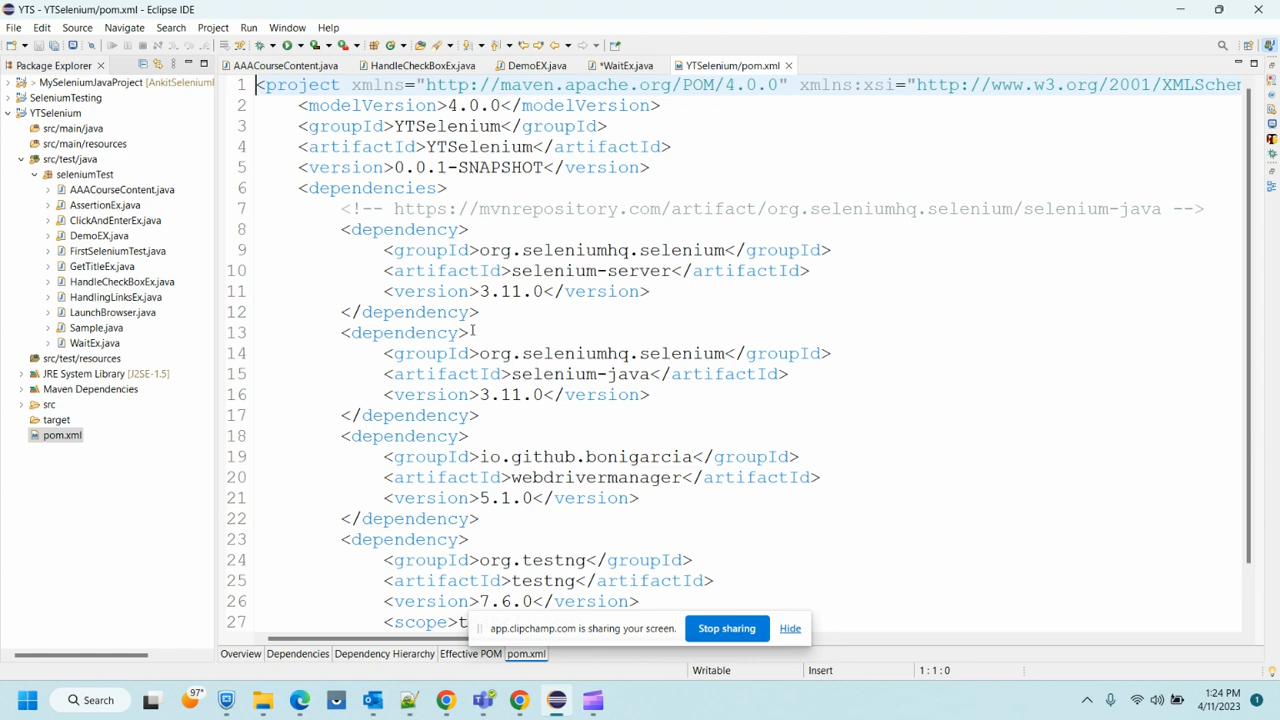 YTS - YTSelenium/pom.xml - Eclipse IDE
File Edit Source Navigate Search Project Run Window Help
Package Explorer
AAACourseContent.java HandleCheckBoxEx.java DemoEX.java *WaitEx.java YTSelenium/pom.xml
MySeleniumJavaProject [AnkitSeleniumI
SeleniumTesting
YTSelenium
src/main/java
src/main/resources
src/test/java
seleniumTest
AAACourseContent.java
AssertionEx.java
ClickAndEnterEx.java
DemoEX.java
FirstSeleniumTest.java
GetTitleEx.java
HandleCheckBoxEx.java
HandlingLinksEx.java
LaunchBrowser.java
Sample.java
WaitEx.java
src/test/resources
JRE System Library [J2SE-1.5]
Maven Dependencies
src
target
pom.xml
1 <project xmlns="http://maven.apache.org/POM/4.0.0" xmlns:xsi="http://www.w3.org/2001/XMLSchem
2 <modelVersion>4.0.0</modelVersion>
3 <groupId>YTSelenium</groupId>
4 <artifactId>YTSelenium</artifactId>
5 <version>0.0.1-SNAPSHOT</version>
6 <dependencies>
7 <!-- https://mvnrepository.com/artifact/org.seleniumhq.selenium/selenium-java -->
8 <dependency>
9 <groupId>org.seleniumhq.selenium</groupId>
10 <artifactId>selenium-server</artifactId>
11 <version>3.11.0</version>
12 </dependency>
13 <dependency>
14 <groupId>org.seleniumhq.selenium</groupId>
15 <artifactId>selenium-java</artifactId>
16 <version>3.11.0</version>
17 </dependency>
18 <dependency>
19 <groupId>io.github.bonigarcia</groupId>
20 <artifactId>webdrivermanager</artifactId>
21 <version>5.1.0</version>
22 </dependency>
23 <dependency>
24 <groupId>org.testng</groupId>
25 <artifactId>testng</artifactId>
26 <version>7.6.0</version>
27 <scope>t
app.clipchamp.com is sharing your screen. Stop sharing Hide
Overview Dependencies Dependency Hierarchy Effective POM pom.xml
Writable Insert 1 : 1 : 0
97°
Search
1:24 PM
4/11/2023
1